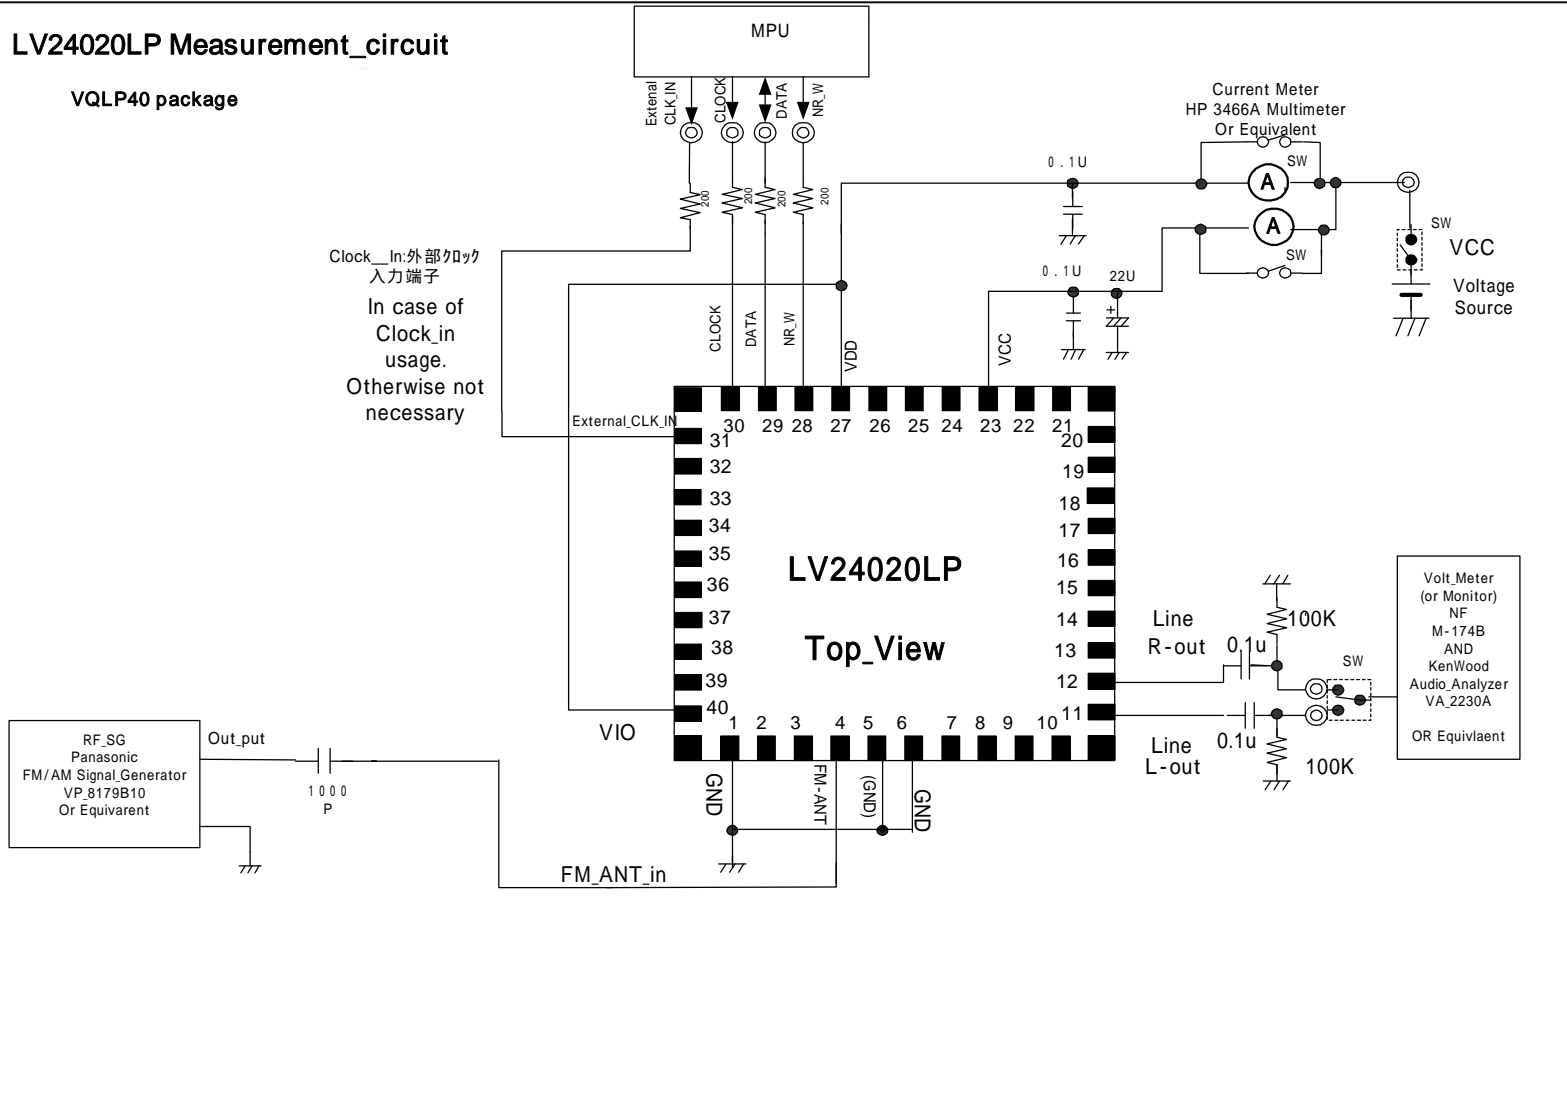 LV24020LP Measurement_circuit
VQLP40 package
MPU
Extenal
CLK_IN
CLOCK
DATA
NR_W
200
200
200
200
Current Meter
HP 3466A Multimeter
Or Equivalent
SW
A
A
SW
0.1U
0.1U
22U
+
SW
VCC
Voltage
Source
Clock__In:外部クロック
入力端子
In case of
Clock_in
usage.
Otherwise not
necessary
CLOCK
DATA
NR_W
VDD
VCC
External_CLK_IN
30
29
28
27
26
25
24
23
22
21
31
32
33
34
35
36
37
38
39
40
20
19
18
17
16
15
14
13
12
11
LV24020LP
Top_View
1
2
3
4
5
6
7
8
9
10
VIO
GND
FM-ANT
(GND)
GND
FM_ANT_in
RF_SG
Panasonic
FM/AM Signal_Generator
VP_8179B10
Or Equivarent
Out_put
1000
P
Line
R-out
0.1u
100K
SW
Line
L-out
0.1u
100K
Volt_Meter
(or Monitor)
NF
M-174B
AND
KenWood
Audio_Analyzer
VA_2230A
OR Equivlaent